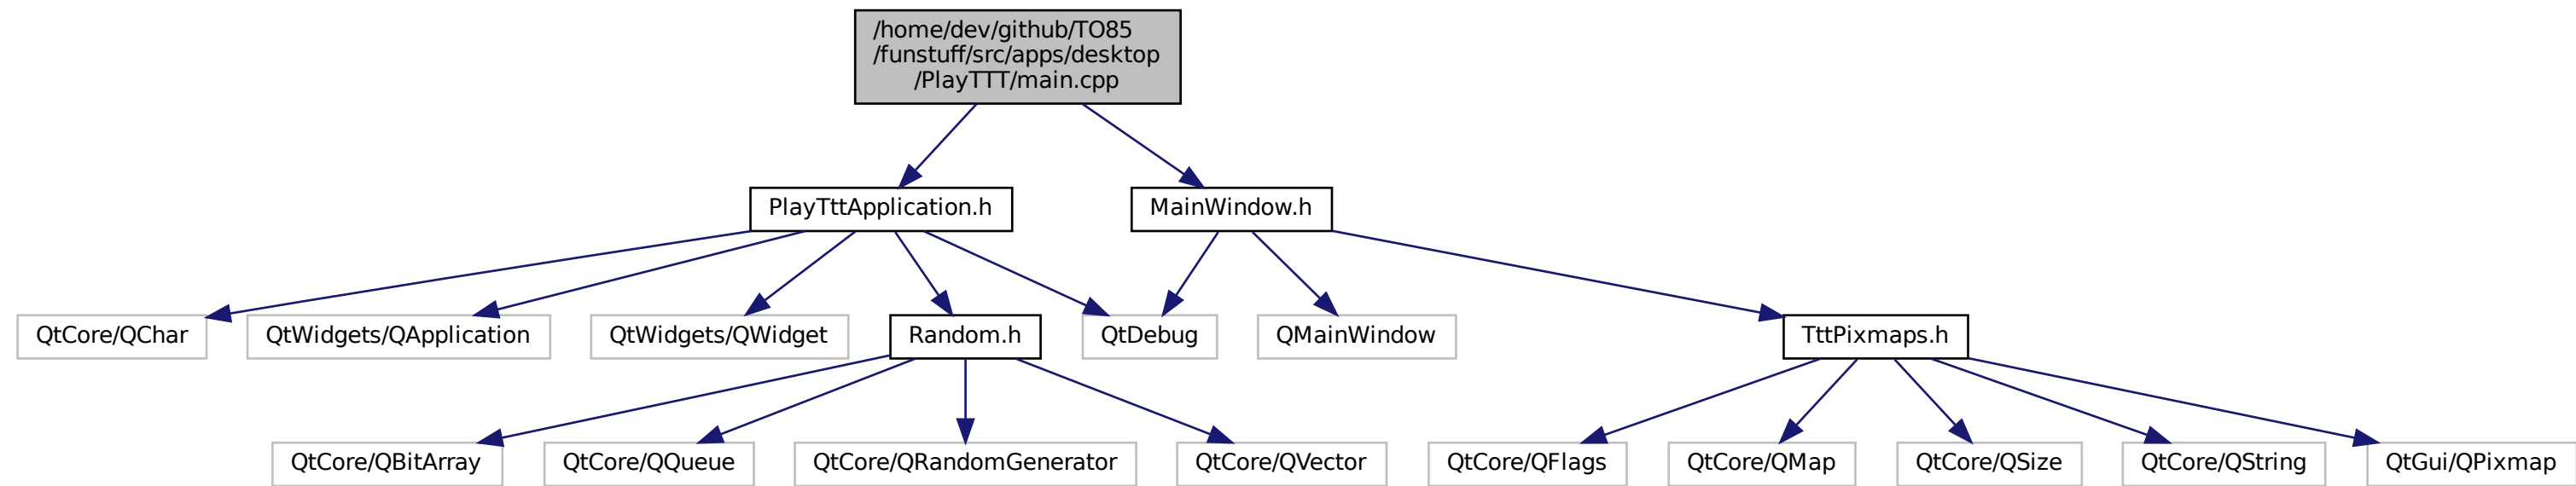 /home/dev/github/TO85
/funstuff/src/apps/desktop
/PlayTTT/main.cpp
PlayTttApplication.h
MainWindow.h
QtCore/QChar
QtWidgets/QApplication
QtWidgets/QWidget
Random.h
QtDebug
QMainWindow
TttPixmaps.h
QtCore/QBitArray
QtCore/QQueue
QtCore/QRandomGenerator
QtCore/QVector
QtCore/QFlags
QtCore/QMap
QtCore/QSize
QtCore/QString
QtGui/QPixmap